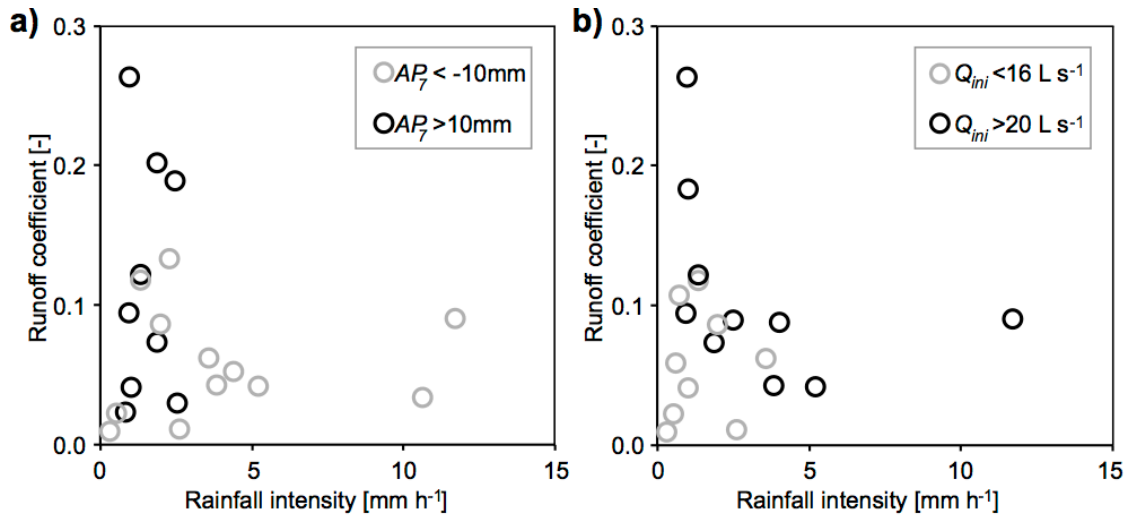 a)
0.3
0.2
0.1
0.0
Runoff coefficient [-]
AP7 < -10mm
AP7 >10mm
0 5 10 15
Rainfall intensity [mm h-1]
b)
0.3
0.2
0.1
0.0
Runoff coefficient [-]
Qini <16 L s-1
Qini >20 L s-1
0 5 10 15
Rainfall intensity [mm h-1]